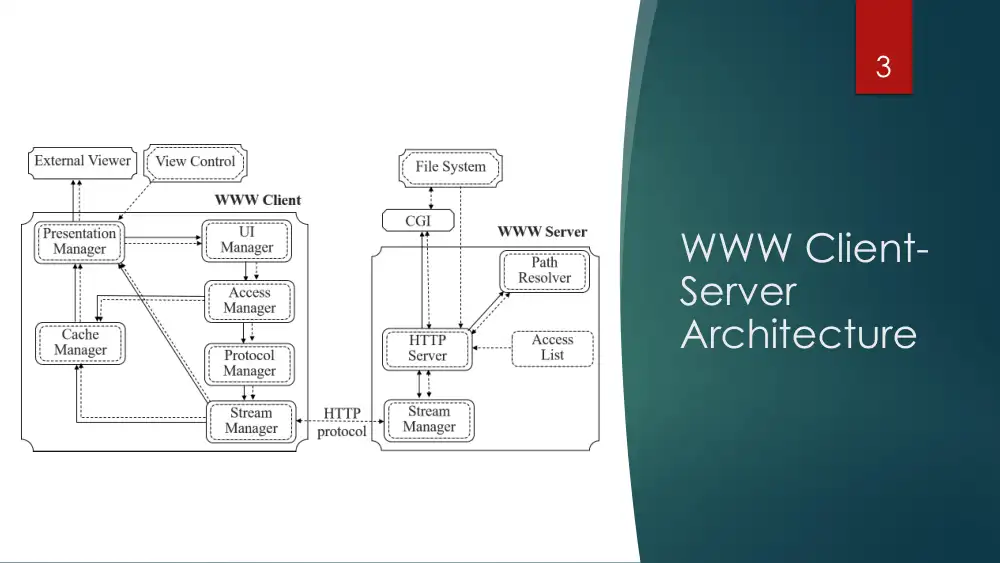 3
External Viewer
View Control
File System
WWW Client
CGI
WWW Server
Presentation
Manager
UI
Manager
Path
Resolver
Access
Manager
Cache
Manager
Protocol
Manager
HTTP
Server
Access
List
Stream
Manager
HTTP
protocol
Stream
Manager
WWW Client-
Server
Architecture